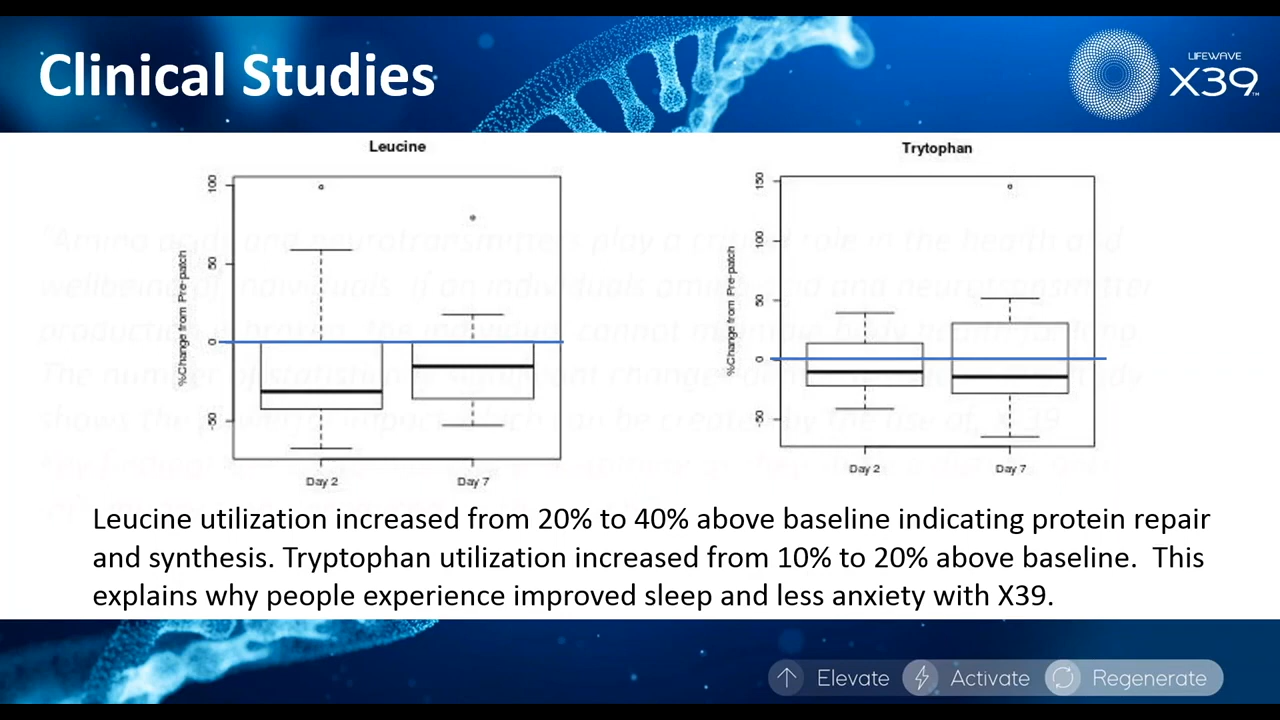 Clinical Studies
LIFEWAVE
X39™
Leucine
%Change from Pre-patch
100
50
0
-50
Day 2
Day 7
Trytophan
%Change from Pre-patch
150
100
50
0
-50
Day 2
Day 7
Leucine utilization increased from 20% to 40% above baseline indicating protein repair
and synthesis. Tryptophan utilization increased from 10% to 20% above baseline. This
explains why people experience improved sleep and less anxiety with X39.
Elevate
Activate
Regenerate